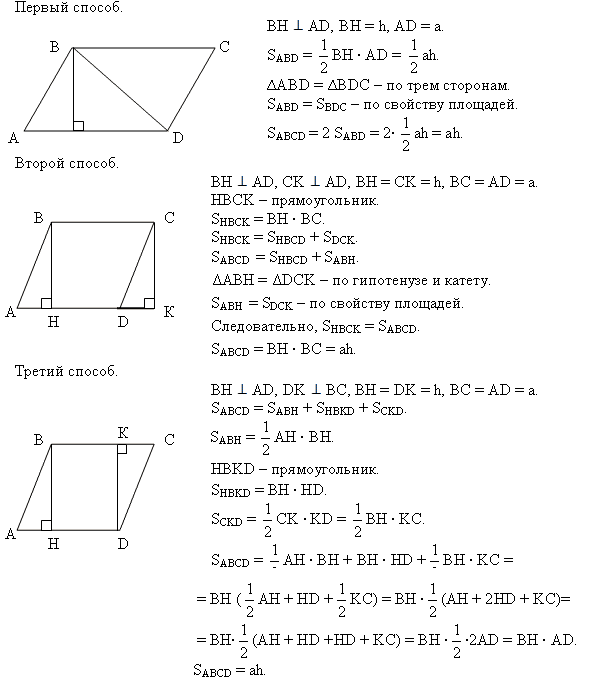 Первый способ.
BH ⊥ AD, BH = h, AD = a.
S_ABD = 1/2 BH · AD = 1/2 ah.
ΔABD = ΔBDC – по трем сторонам.
S_ABD = S_BDC – по свойству площадей.
S_ABCD = 2 S_ABD = 2· 1/2 ah = ah.
B C
A D
Второй способ.
BH ⊥ AD, CK ⊥ AD, BH = CK = h, BC = AD = a.
HBCK – прямоугольник.
S_HBCK = BH · BC.
S_HBCK = S_HBCD + S_DCK.
S_ABCD = S_HBCD + S_ABH.
ΔABH = ΔDCK – по гипотенузе и катету.
S_ABH = S_DCK – по свойству площадей.
Следовательно, S_HBCK = S_ABCD.
S_ABCD = BH · BC = ah.
B C
A H D K
Третий способ.
BH ⊥ AD, DK ⊥ BC, BH = DK = h, BC = AD = a.
S_ABCD = S_ABH + S_HBKD + S_CKD.
S_ABH = 1/2 AH · BH.
HBKD – прямоугольник.
S_HBKD = BH · HD.
S_CKD = 1/2 CK · KD = 1/2 BH · KC.
S_ABCD = 1/2 AH · BH + BH · HD + 1/2 BH · KC =
= BH (1/2 AH + HD + 1/2 KC) = BH · 1/2 (AH + 2HD + KC)=
= BH· 1/2 (AH + HD +HD + KC) = BH · 1/2 ·2AD = BH · AD.
S_ABCD = ah.
B K C
A H D